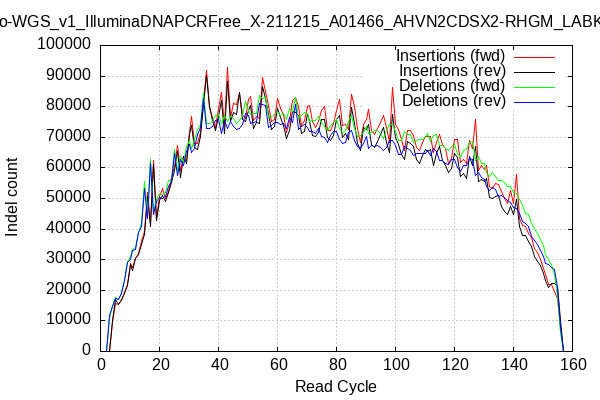 o-WGS_v1_IlluminaDNAPCRFree_X-211215_A01466_AHVN2CDSX2-RHGM_LABK
Insertions (fwd)
Insertions (rev)
Deletions (fwd)
Deletions (rev)
Indel count
100000
90000
80000
70000
60000
50000
40000
30000
20000
10000
0
0 20 40 60 80 100 120 140 160
Read Cycle